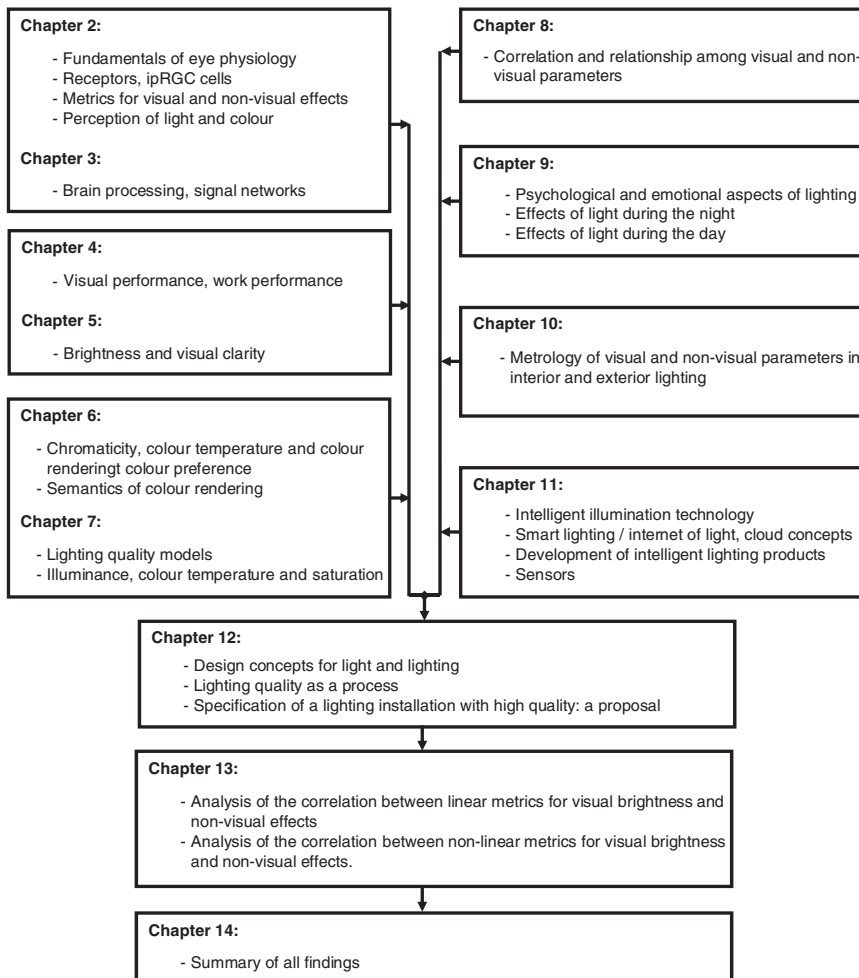 Chapter 2:
- Fundamentals of eye physiology
- Receptors, ipRGC cells
- Metrics for visual and non-visual effects
- Perception of light and colour
Chapter 3:
- Brain processing, signal networks
Chapter 4:
- Visual performance, work performance
Chapter 5:
- Brightness and visual clarity
Chapter 6:
- Chromaticity, colour temperature and colour
renderingt colour preference
- Semantics of colour rendering
Chapter 7:
- Lighting quality models
- Illuminance, colour temperature and saturation
Chapter 8:
- Correlation and relationship among visual and non-
visual parameters
Chapter 9:
- Psychological and emotional aspects of lighting
- Effects of light during the night
- Effects of light during the day
Chapter 10:
- Metrology of visual and non-visual parameters in
interior and exterior lighting
Chapter 11:
- Intelligent illumination technology
- Smart lighting / internet of light, cloud concepts
- Development of intelligent lighting products
- Sensors
Chapter 12:
- Design concepts for light and lighting
- Lighting quality as a process
- Specification of a lighting installation with high quality: a proposal
Chapter 13:
- Analysis of the correlation between linear metrics for visual brightness and
non-visual effects
- Analysis of the correlation between non-linear metrics for visual brightness
and non-visual effects.
Chapter 14:
- Summary of all findings